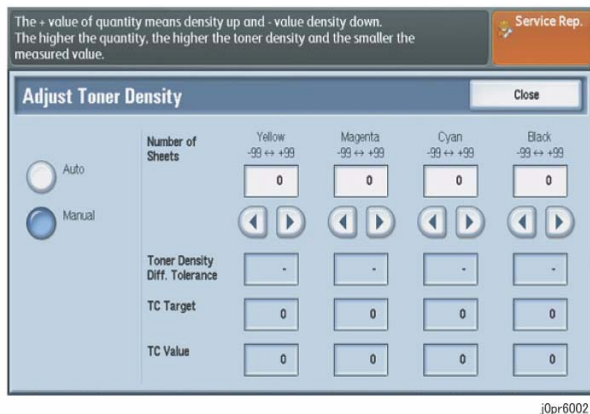 The + value of quantity means density up and - value density down.
The higher the quantity, the higher the toner density and the smaller the
measured value.
Service Rep.
Adjust Toner Density
Close
Number of
Sheets
Yellow
-99 ↔ +99
Magenta
-99 ↔ +99
Cyan
-99 ↔ +99
Black
-99 ↔ +99
Auto
0 0 0 0
Manual
Toner Density
Diff. Tolerance
- - - -
TC Target
0 0 0 0
TC Value
0 0 0 0
j0pr6002